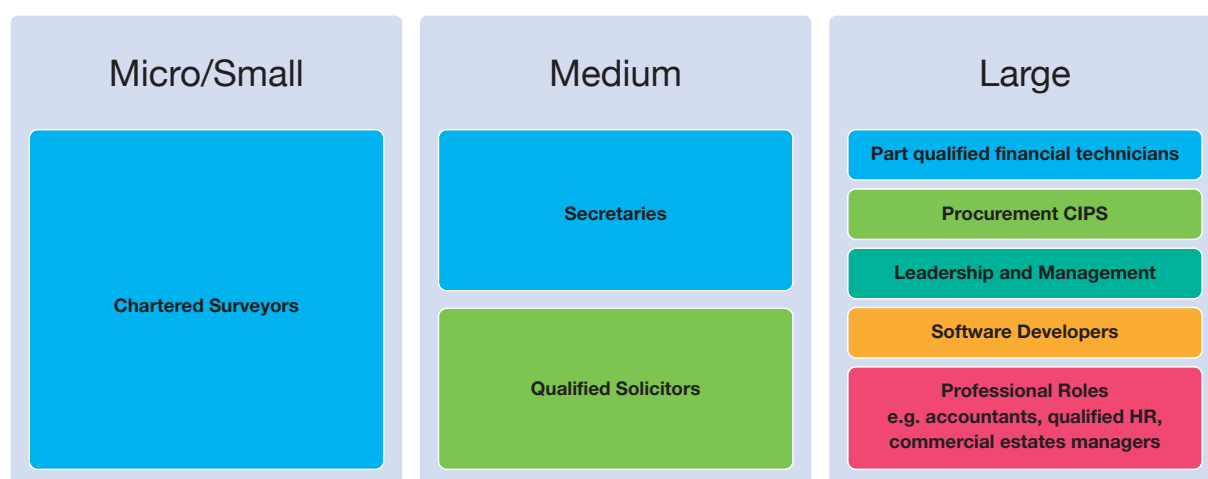 Micro/Small
Chartered Surveyors
Medium
Secretaries
Qualified Solicitors
Large
Part qualified financial technicians
Procurement CIPS
Leadership and Management
Software Developers
Professional Roles
e.g. accountants, qualified HR,
commercial estates managers